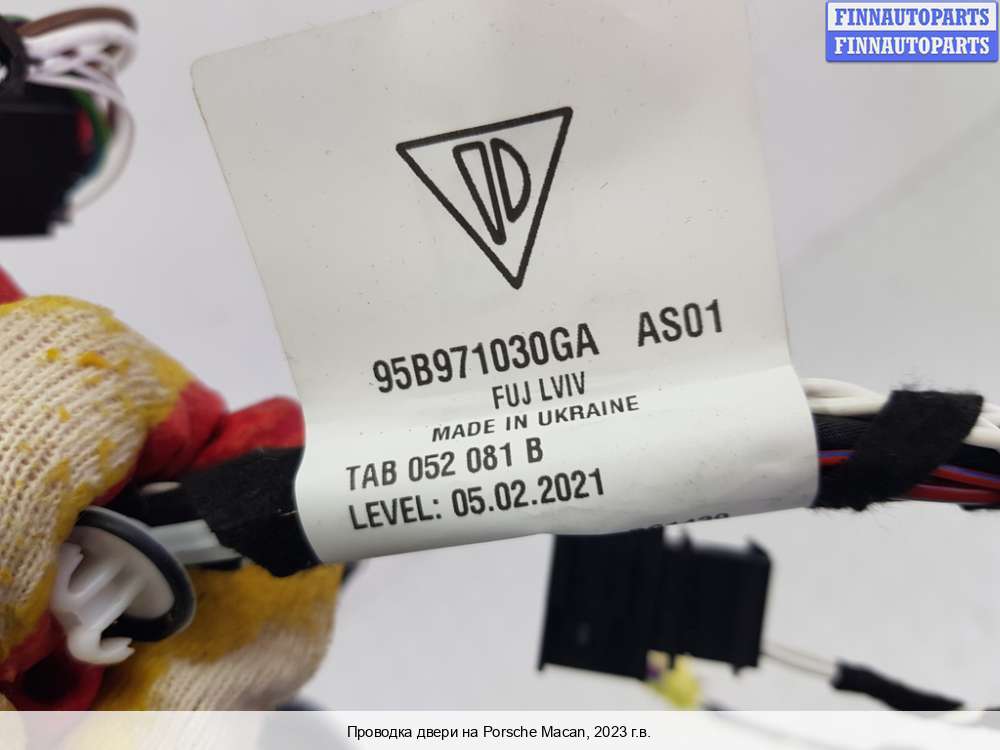 FINNAUTOPARTS
FINNAUTOPARTS
95B971030GA AS01
FUJ LVIV
MADE IN UKRAINE
TAB 052 081 B
LEVEL: 05.02.2021
Проводка двери на Porsche Macan, 2023 г.в.